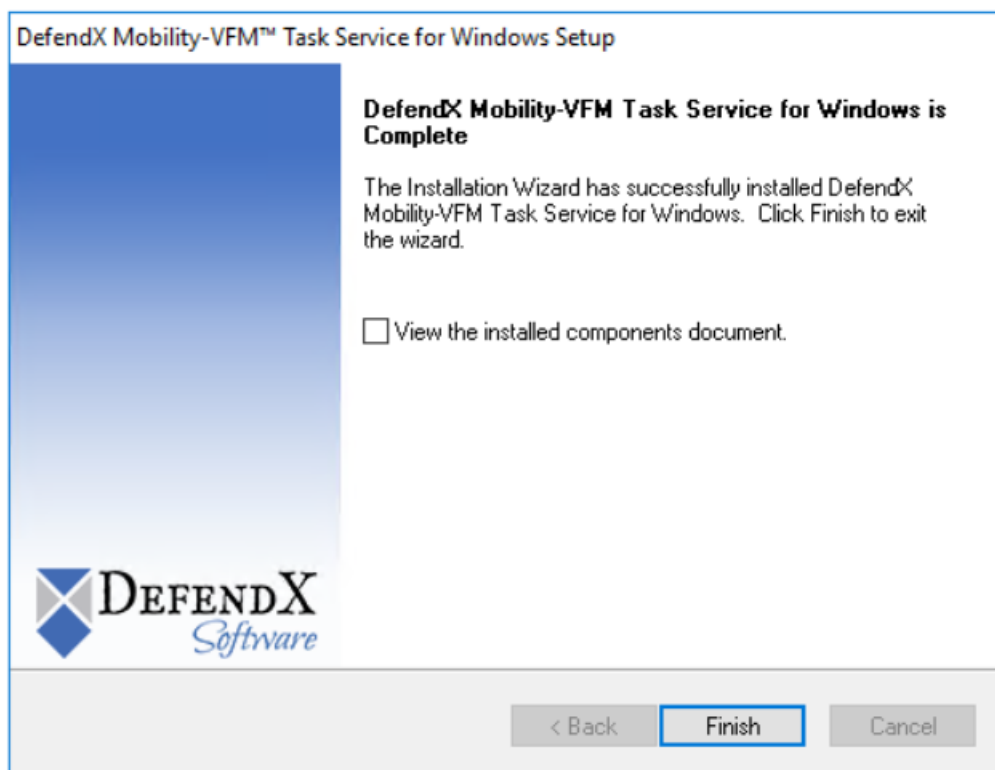 DefendX Mobility-VFM™ Task Service for Windows Setup
DefendX Mobility-VFM Task Service for Windows is
Complete
The Installation Wizard has successfully installed DefendX
Mobility-VFM Task Service for Windows.  Click Finish to exit
the wizard.
View the installed components document.
DEFENDX
Software
< Back
Finish
Cancel